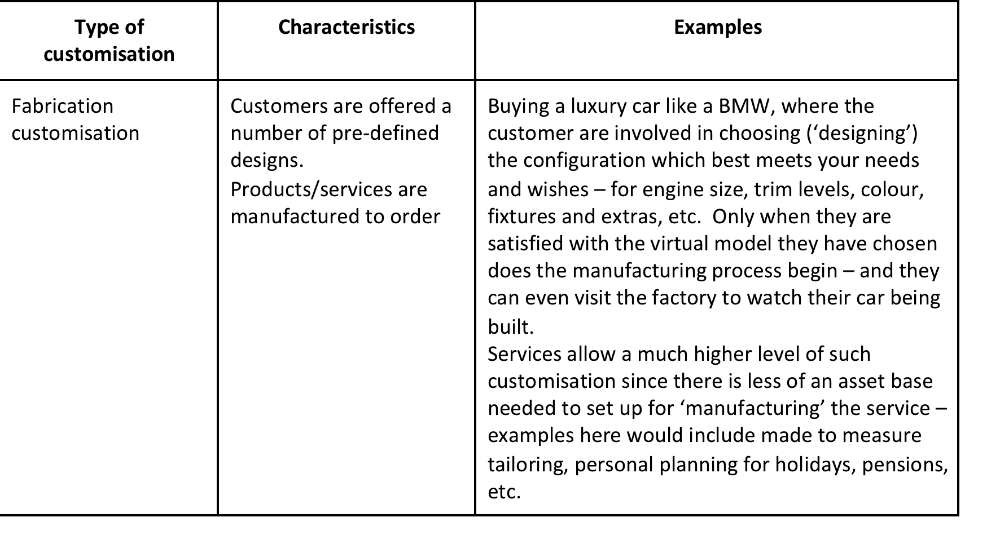 Type of
customisation
Characteristics
Examples
Fabrication
customisation
Customers are offered a
number of pre-defined
designs.
Products/services are
manufactured to order
Buying a luxury car like a BMW, where the
customer are involved in choosing (‘designing’)
the configuration which best meets your needs
and wishes – for engine size, trim levels, colour,
fixtures and extras, etc.  Only when they are
satisfied with the virtual model they have chosen
does the manufacturing process begin – and they
can even visit the factory to watch their car being
built.
Services allow a much higher level of such
customisation since there is less of an asset base
needed to set up for ‘manufacturing’ the service –
examples here would include made to measure
tailoring, personal planning for holidays, pensions,
etc.